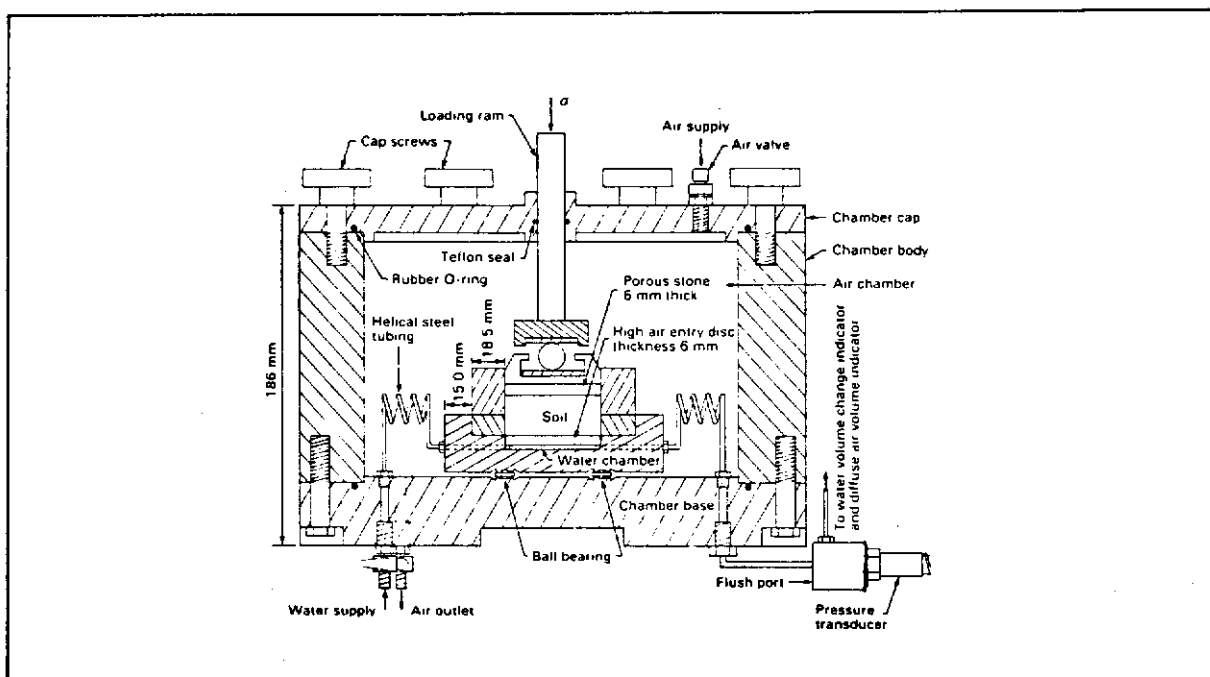 σ
Loading ram
Air supply
Cap screws
Air valve
Chamber cap
Chamber body
Teflon seal
Rubber O-ring
Porous stone
6 mm thick
Air chamber
Helical steel
tubing
High air entry disc
thickness 6 mm
18 5 mm
15 0 mm
186 mm
Soil
Water chamber
To water volume change indicator
and diffuse air volume indicator
Chamber base
Ball bearing
Flush port
Water supply
Air outlet
Pressure
transducer